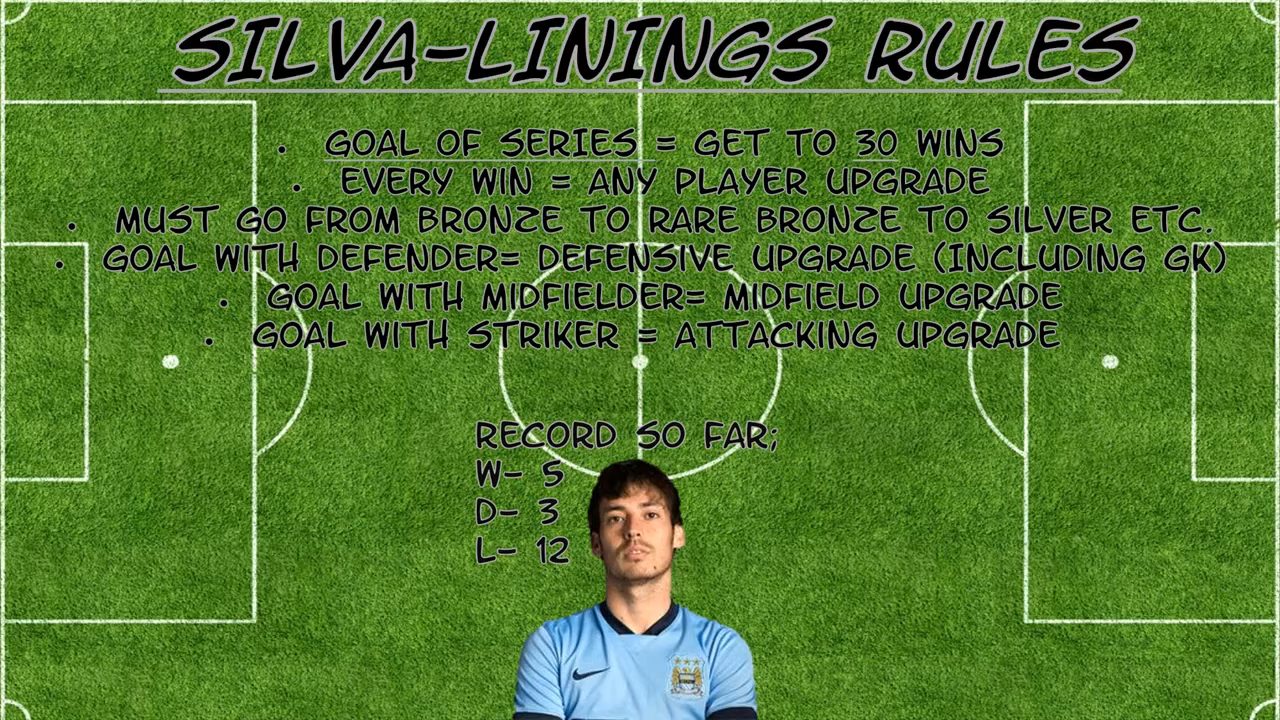 SILVA-LININGS RULES
• GOAL OF SERIES = GET TO 30 WINS
• EVERY WIN = ANY PLAYER UPGRADE
• MUST GO FROM BRONZE TO RARE BRONZE TO SILVER ETC.
• GOAL WITH DEFENDER= DEFENSIVE UPGRADE (INCLUDING GK)
• GOAL WITH MIDFIELDER= MIDFIELD UPGRADE
• GOAL WITH STRIKER = ATTACKING UPGRADE
RECORD SO FAR;
W- 5
D- 3
L- 12